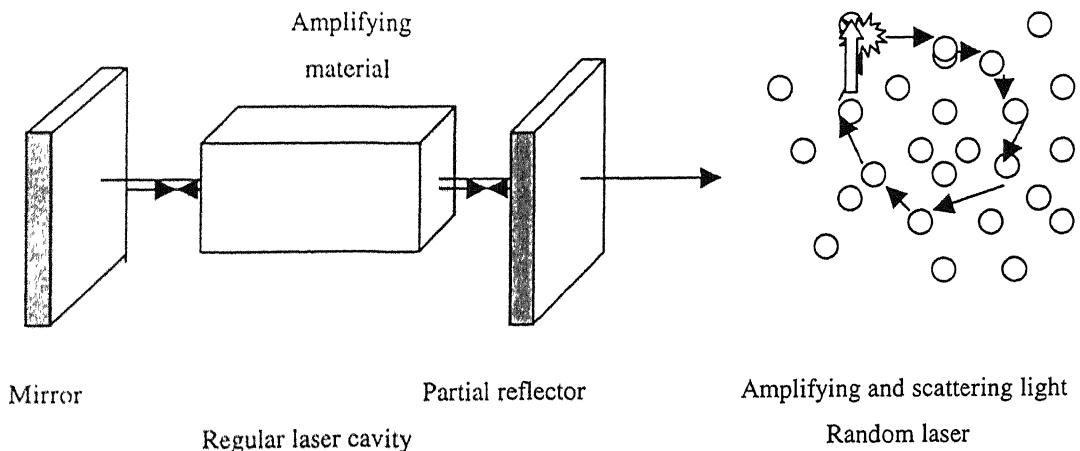 Amplifying
material
Mirror
Partial reflector
Regular laser cavity
Amplifying and scattering light
Random laser